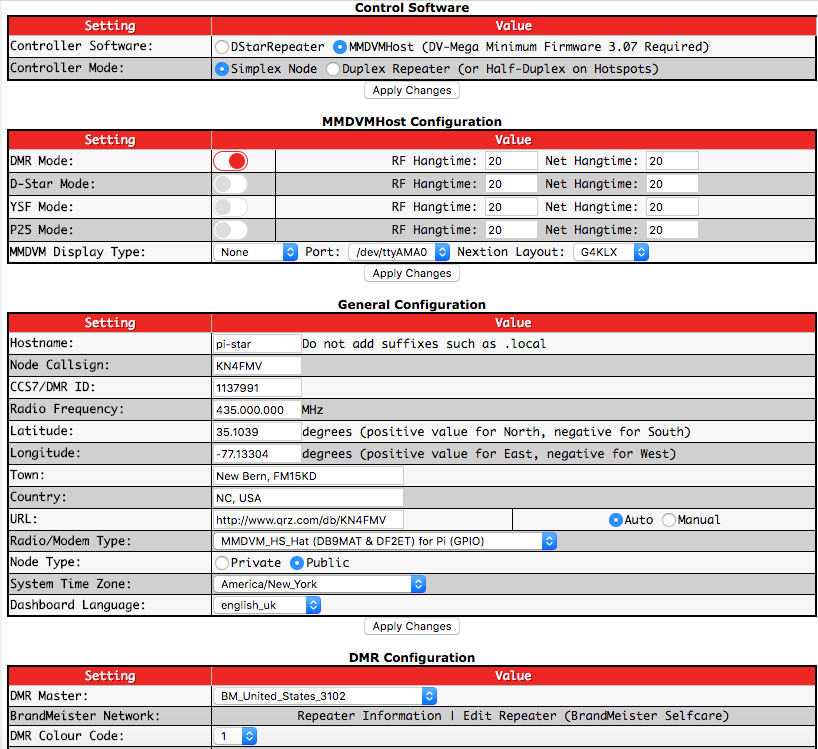 Control Software
Setting Value
Controller Software: DStarRepeater MMDVMHost (DV-Mega Minimum Firmware 3.07 Required)
Controller Mode: Simplex Node Duplex Repeater (or Half-Duplex on Hotspots)
Apply Changes
MMDVMHost Configuration
Setting Value
DMR Mode: RF Hangtime: 20 Net Hangtime: 20
D-Star Mode: RF Hangtime: 20 Net Hangtime: 20
YSF Mode: RF Hangtime: 20 Net Hangtime: 20
P25 Mode: RF Hangtime: 20 Net Hangtime: 20
MMDVM Display Type: None Port: /dev/ttyAMA0 Nextion Layout: G4KLX
Apply Changes
General Configuration
Setting Value
Hostname: pi-star Do not add suffixes such as .local
Node Callsign: KN4FMV
CCS7/DMR ID: 1137991
Radio Frequency: 435.000.000 MHz
Latitude: 35.1039 degrees (positive value for North, negative for South)
Longitude: -77.13304 degrees (positive value for East, negative for West)
Town: New Bern, FM15KD
Country: NC, USA
URL: http://www.qrz.com/db/KN4FMV Auto Manual
Radio/Modem Type: MMDVM_HS_Hat (DB9MAT & DF2ET) for Pi (GPIO)
Node Type: Private Public
System Time Zone: America/New_York
Dashboard Language: english_uk
Apply Changes
DMR Configuration
Setting Value
DMR Master: BM_United_States_3102
BrandMeister Network: Repeater Information | Edit Repeater (BrandMeister Selfcare)
DMR Colour Code: 1